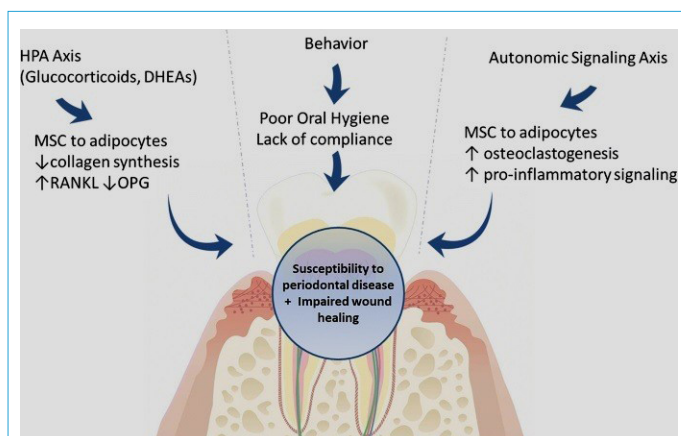 HPA Axis
(Glucocorticoids, DHEAs)
MSC to adipocytes
↓collagen synthesis
↑RANKL ↓OPG
Behavior
Poor Oral Hygiene
Lack of compliance
Autonomic Signaling Axis
MSC to adipocytes
↑ osteoclastogenesis
↑ pro-inflammatory signaling
Susceptibility to
periodontal disease
+ Impaired wound
healing